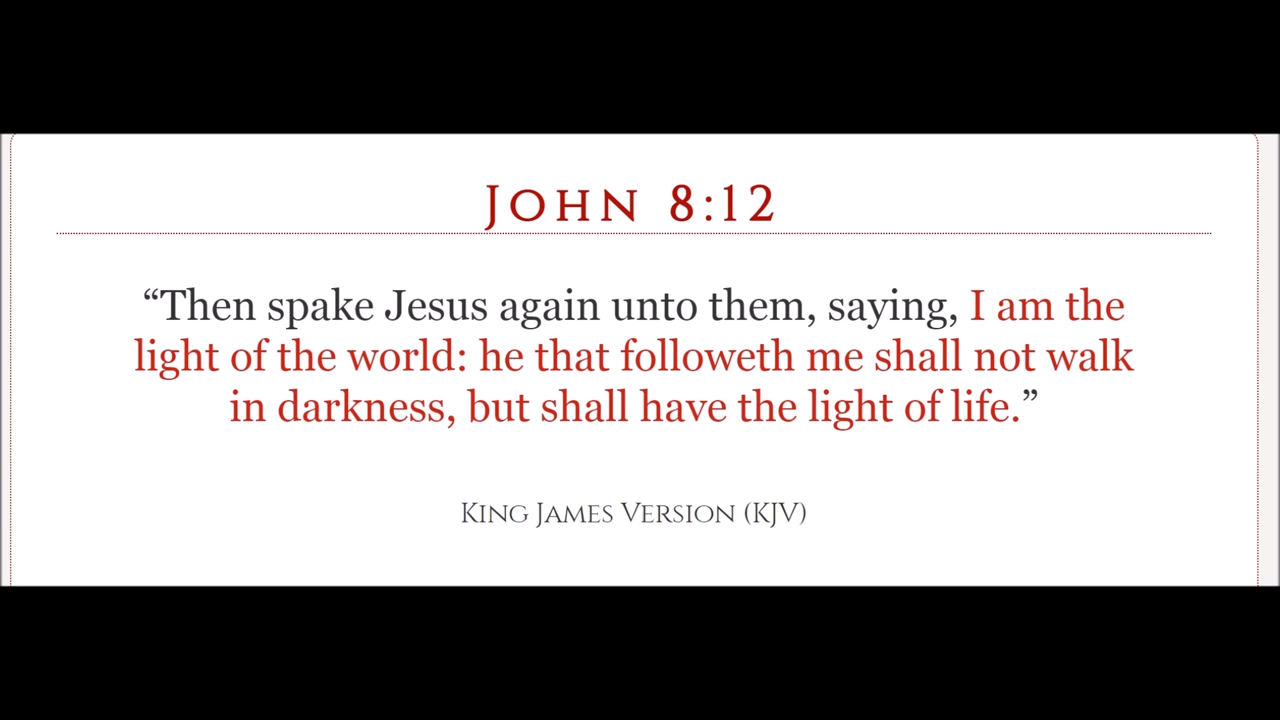 John 8:12
“Then spake Jesus again unto them, saying, I am the
light of the world: he that followeth me shall not walk
in darkness, but shall have the light of life.”
King James Version (KJV)